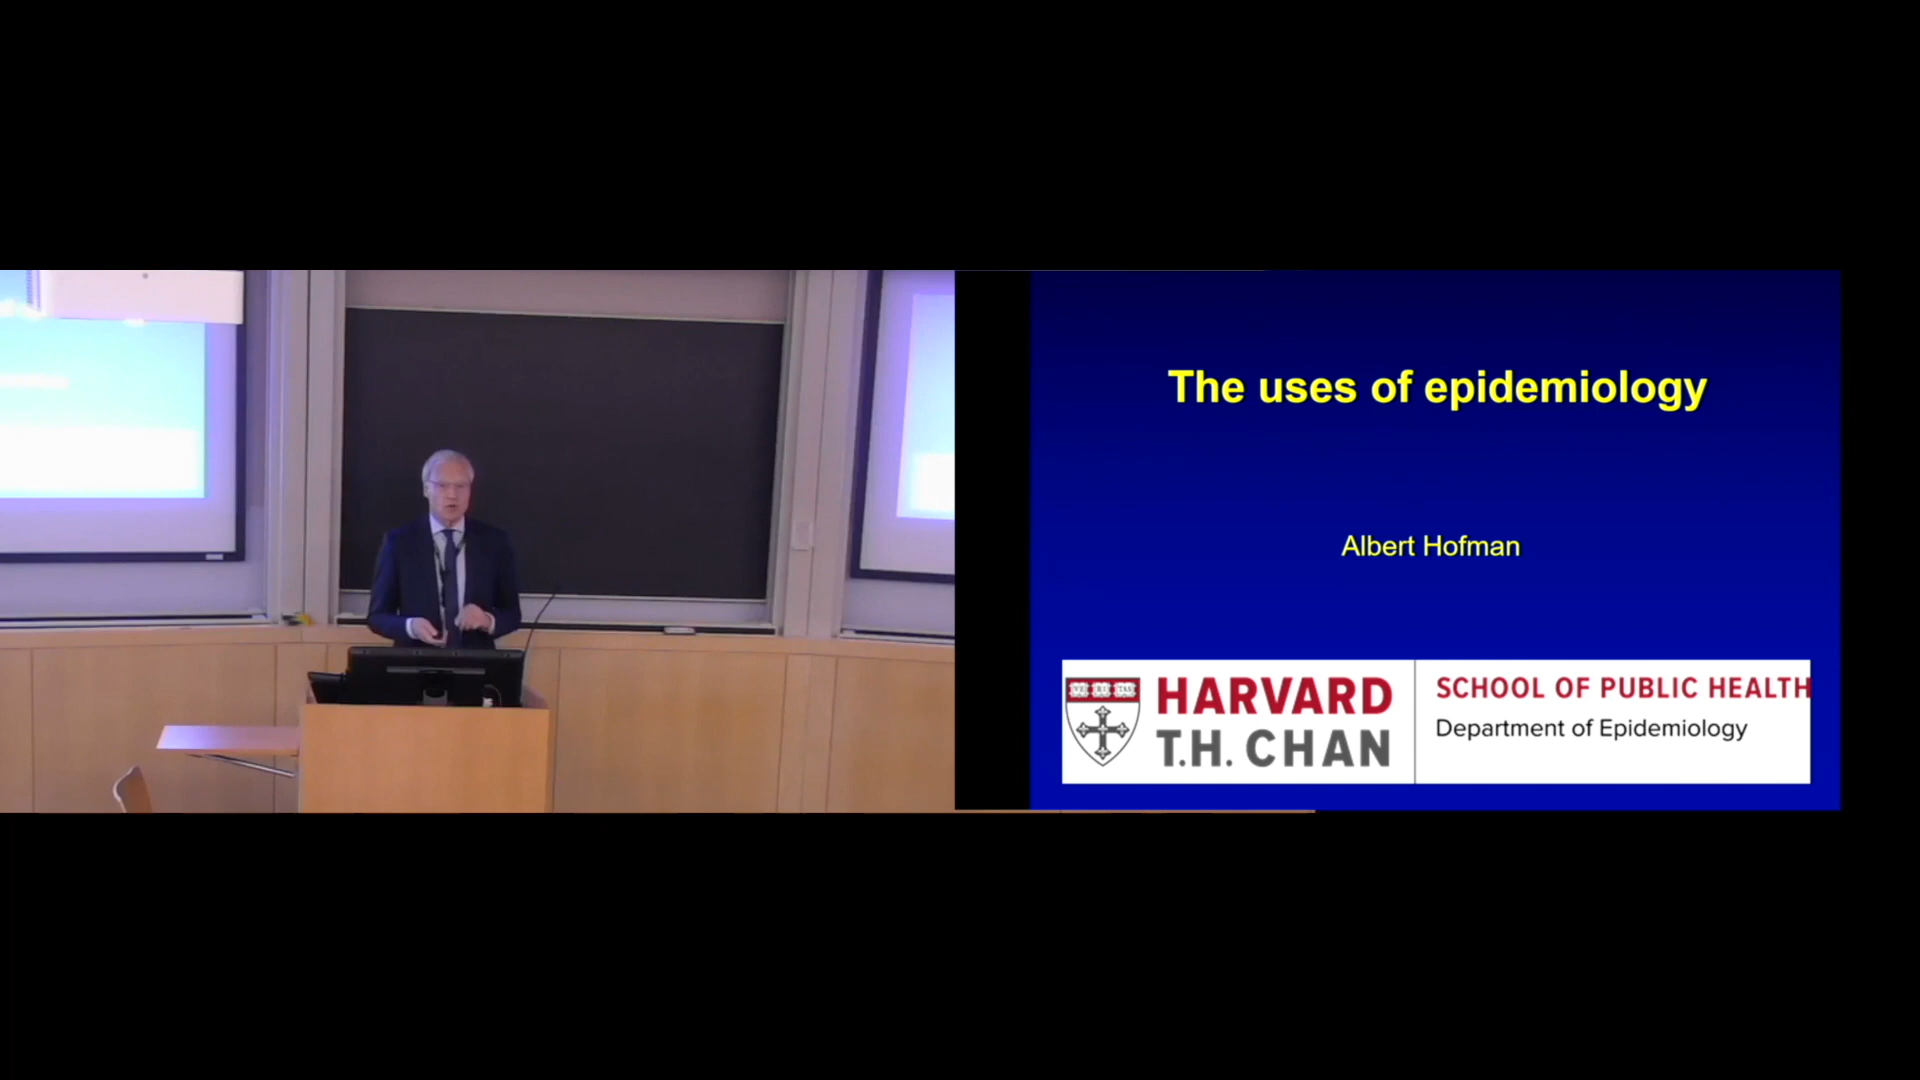 The uses of epidemiology
Albert Hofman
HARVARD
T.H. CHAN
SCHOOL OF PUBLIC HEALTH
Department of Epidemiology